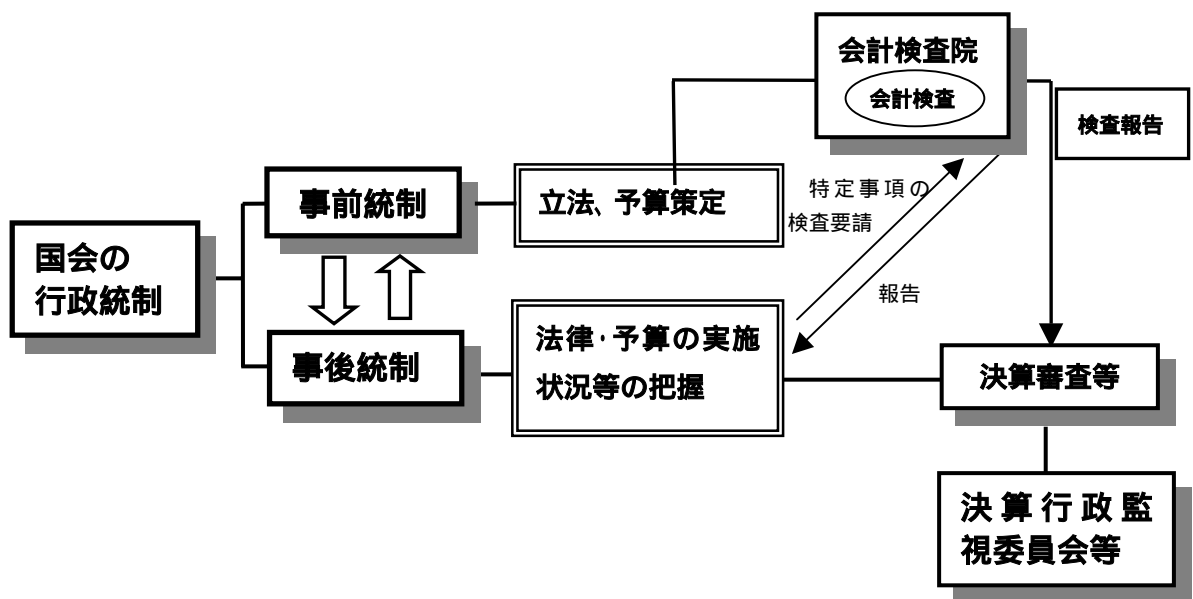 会計検査院
会計検査
検査報告
事前統制
立法、予算策定
特定事項の
検査要請
国会の
行政統制
報告
事後統制
法律・予算の実施
状況等の把握
決算審査等
決算行政監
視委員会等